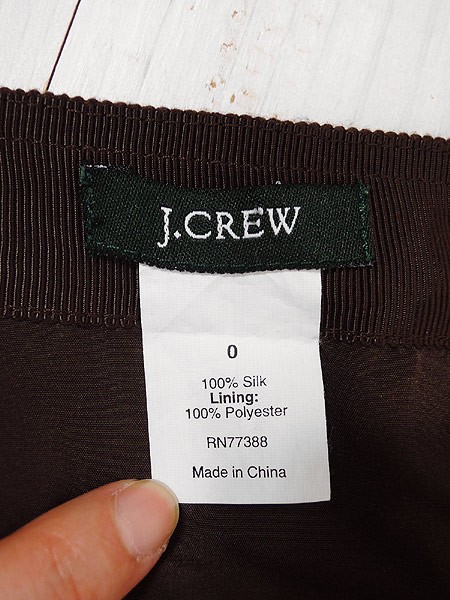 J.CREW
0
100% Silk
Lining:
100% Polyester
RN77388
Made in China